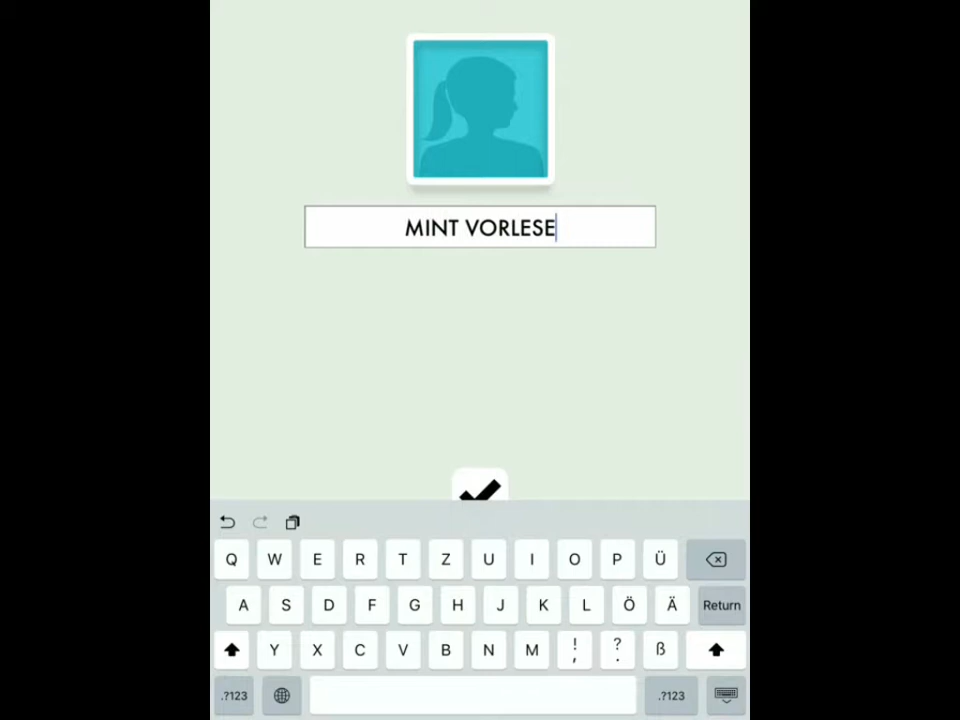 MINT VORLESE
Q W E R T Z U I O P Ü
A S D F G H J K L Ö Ä Return
Y X C V B N M ! , ? . ß
.?123 .?123